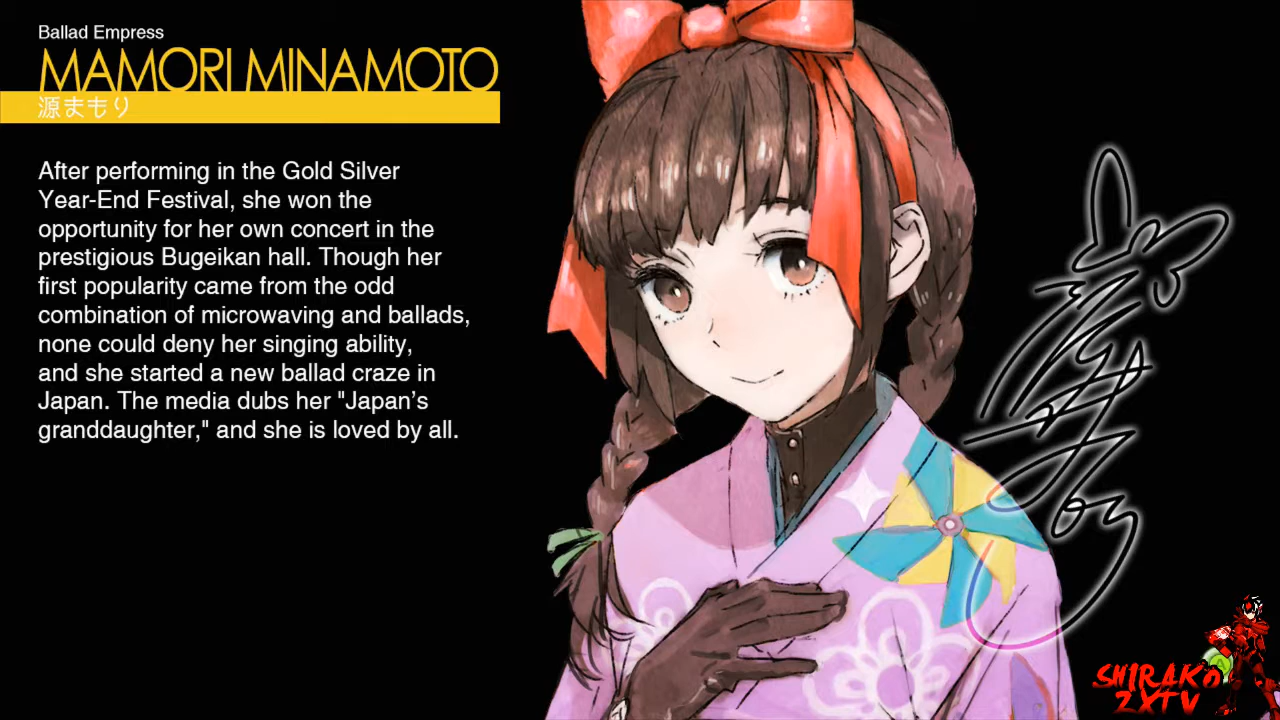 Ballad Empress
MAMORI MINAMOTO
源まもり
After performing in the Gold Silver
Year-End Festival, she won the
opportunity for her own concert in the
prestigious Bugeikan hall. Though her
first popularity came from the odd
combination of microwaving and ballads,
none could deny her singing ability,
and she started a new ballad craze in
Japan. The media dubs her "Japan’s
granddaughter," and she is loved by all.
SHIRAKO
ZXTV